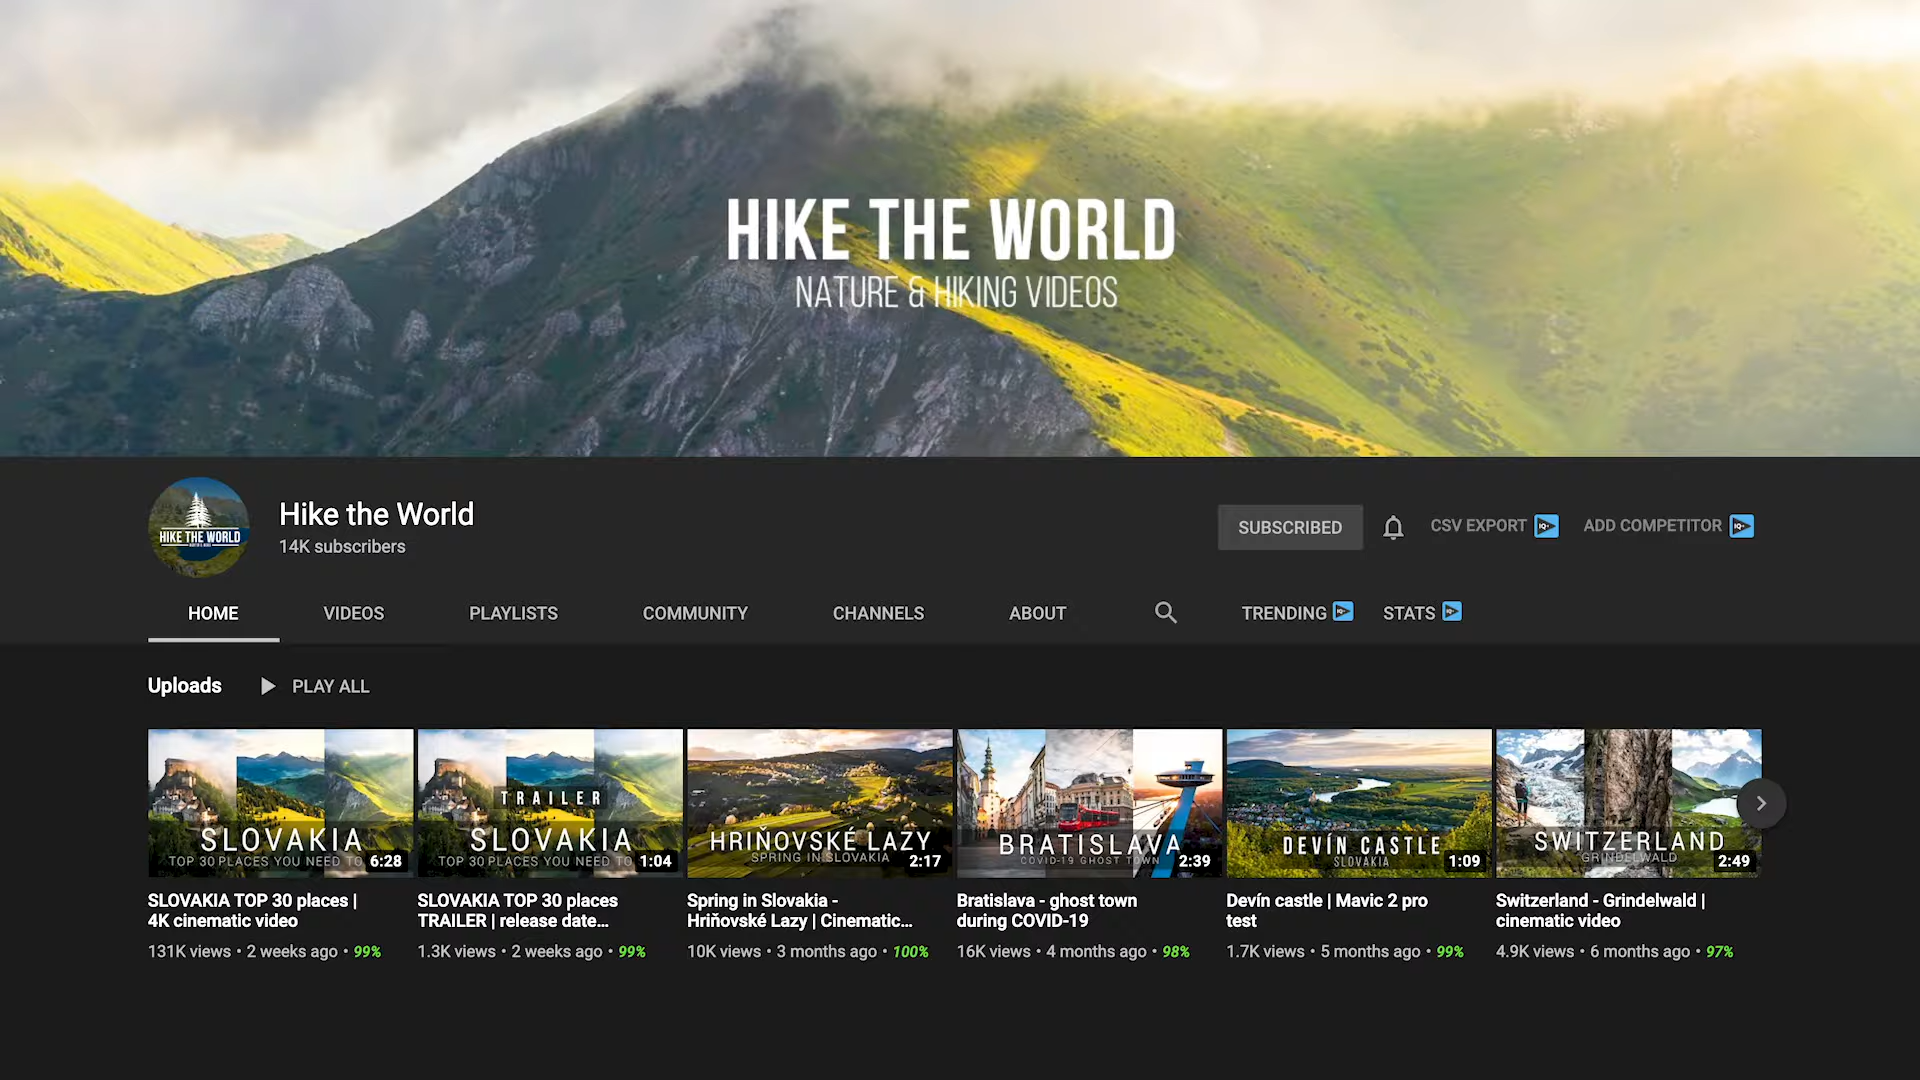 HIKE THE WORLD
NATURE & HIKING VIDEOS
HIKE THE WORLD
Hike the World
14K subscribers
SUBSCRIBED
CSV EXPORT
ADD COMPETITOR
HOME
VIDEOS
PLAYLISTS
COMMUNITY
CHANNELS
ABOUT
TRENDING
STATS
Uploads
PLAY ALL
SLOVAKIA
TOP 30 PLACES YOU NEED TO
6:28
SLOVAKIA TOP 30 places |
4K cinematic video
131K views • 2 weeks ago • 99%
TRAILER
SLOVAKIA
TOP 30 PLACES YOU NEED TO
1:04
SLOVAKIA TOP 30 places
TRAILER | release date...
1.3K views • 2 weeks ago • 99%
HRIŇOVSKÉ LAZY
SPRING IN SLOVAKIA
2:17
Spring in Slovakia -
Hriňovské Lazy | Cinematic...
10K views • 3 months ago • 100%
BRATISLAVA
COVID-19 GHOST TOWN
2:39
Bratislava - ghost town
during COVID-19
16K views • 4 months ago • 98%
DEVÍN CASTLE
SLOVAKIA
1:09
Devín castle | Mavic 2 pro
test
1.7K views • 5 months ago • 99%
SWITZERLAND
GRINDELWALD
2:49
Switzerland - Grindelwald |
cinematic video
4.9K views • 6 months ago • 97%